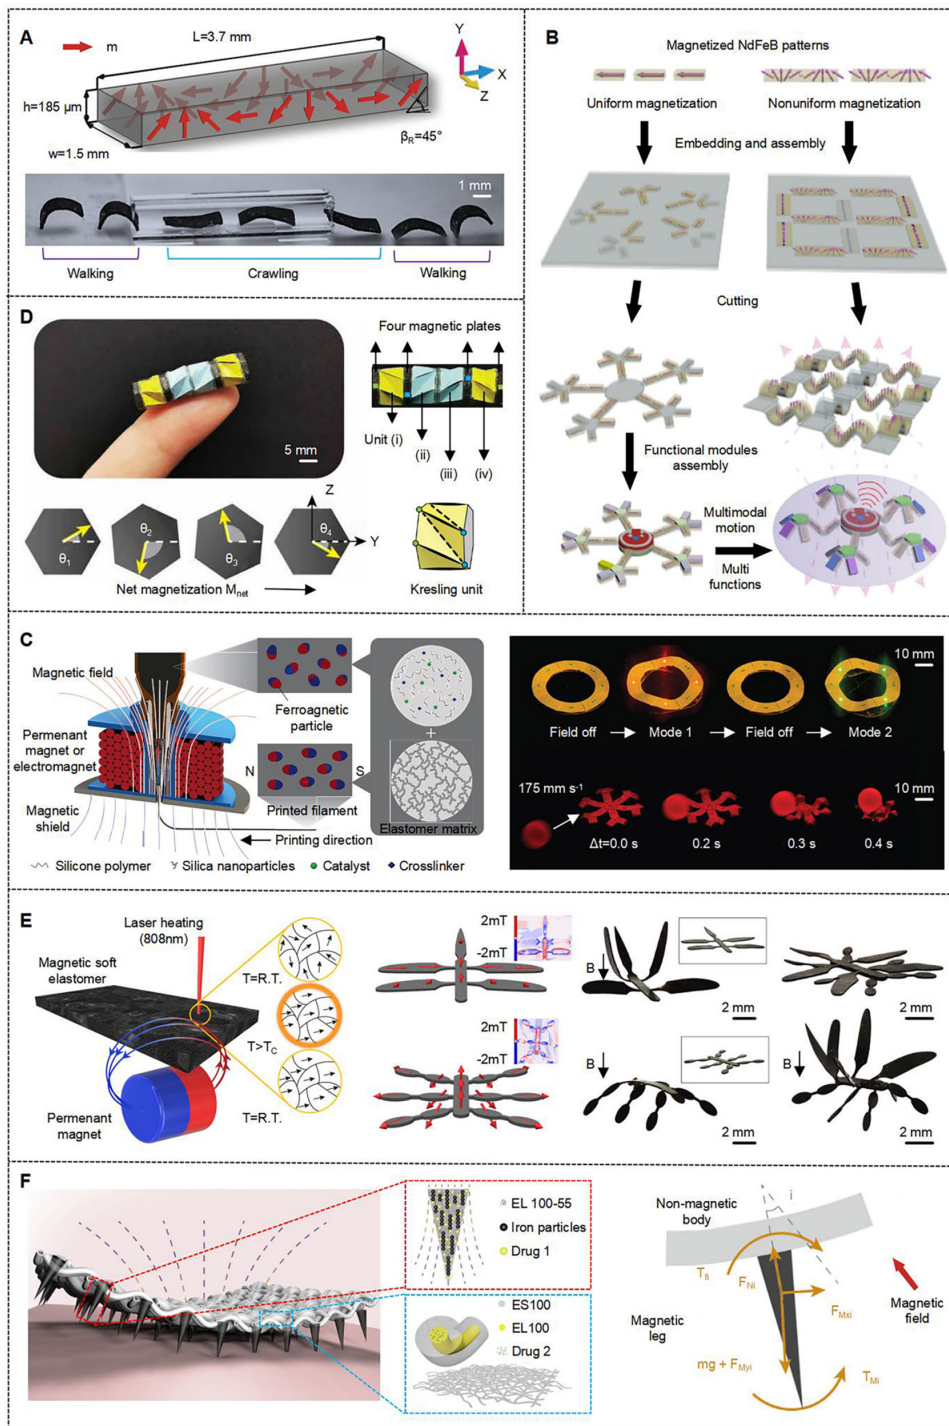 A
m
L=3.7 mm
h=185 µm
w=1.5 mm
βR=45°
Y
X
Z
1 mm
Walking
Crawling
Walking
B
Magnetized NdFeB patterns
Uniform magnetization
Nonuniform magnetization
Embedding and assembly
Cutting
Functional modules
assembly
Multimodal
motion
Multi
functions
D
5 mm
Four magnetic plates
Unit (i)
(ii)
(iii)
(iv)
θ1
θ2
θ3
θ4
Z
Y
Net magnetization Mnet
Kresling unit
C
Magnetic field
Permenant
magnet or
electromagnet
Magnetic
shield
Ferroagnetic
particle
N
S
Printed filament
Printing direction
+
Elastomer matrix
Silicone polymer
Silica nanoparticles
Catalyst
Crosslinker
10 mm
Field off
Mode 1
Field off
Mode 2
175 mm s-1
10 mm
Δt=0.0 s
0.2 s
0.3 s
0.4 s
E
Laser heating
(808nm)
Magnetic soft
elastomer
T=R.T.
T>TC
T=R.T.
Permenant
magnet
2mT
-2mT
2mT
-2mT
B
2 mm
2 mm
B
2 mm
B
2 mm
F
EL 100-55
Iron particles
Drug 1
ES100
EL100
Drug 2
Non-magnetic
body
i
Tfi
FNi
FMxi
Magnetic
field
Magnetic
leg
mg + FMyi
TMi